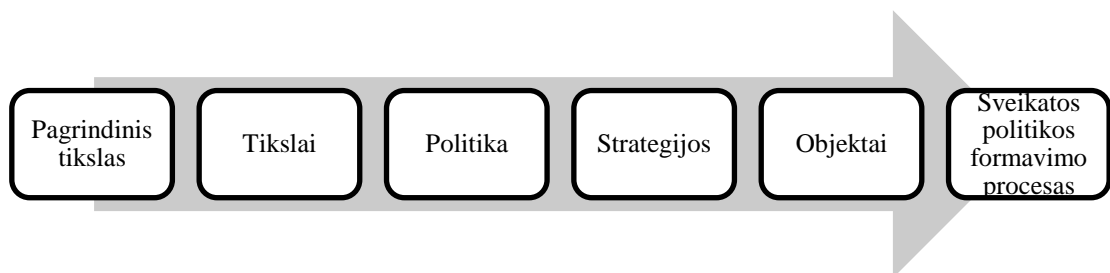 Pagrindinis
tikslas
Tikslai
Politika
Strategijos
Objektai
Sveikatos
politikos
formavimo
procesas